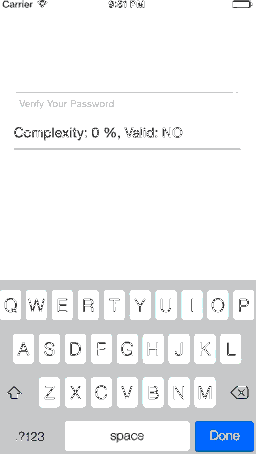 Carrier 9:51 PM
Verify Your Password
Complexity: 0 %, Valid: NO
Q W E R T Y U I O P
A S D F G H J K L
Z X C V B N M
.?123 space Done